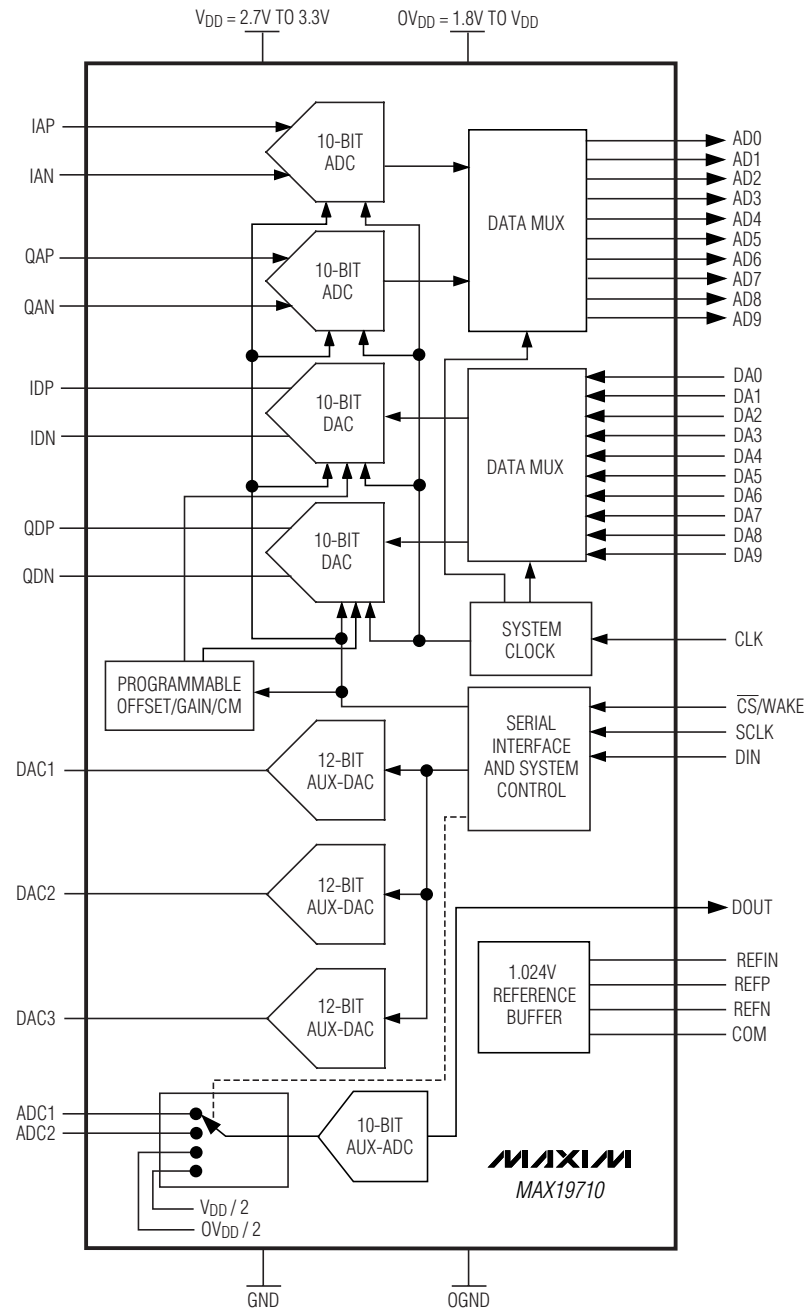 VDD = 2.7V TO 3.3V
OVDD = 1.8V TO VDD
IAP
IAN
10-BIT
ADC
QAP
QAN
10-BIT
ADC
DATA MUX
AD0
AD1
AD2
AD3
AD4
AD5
AD6
AD7
AD8
AD9
IDP
IDN
10-BIT
DAC
QDP
QDN
10-BIT
DAC
DATA MUX
DA0
DA1
DA2
DA3
DA4
DA5
DA6
DA7
DA8
DA9
SYSTEM
CLOCK
CLK
PROGRAMMABLE
OFFSET/GAIN/CM
SERIAL
INTERFACE
AND SYSTEM
CONTROL
CS/WAKE
SCLK
DIN
DAC1
12-BIT
AUX-DAC
DAC2
12-BIT
AUX-DAC
DOUT
DAC3
12-BIT
AUX-DAC
1.024V
REFERENCE
BUFFER
REFIN
REFP
REFN
COM
ADC1
ADC2
10-BIT
AUX-ADC
VDD / 2
OVDD / 2
MAXIM
MAX19710
GND
OGND